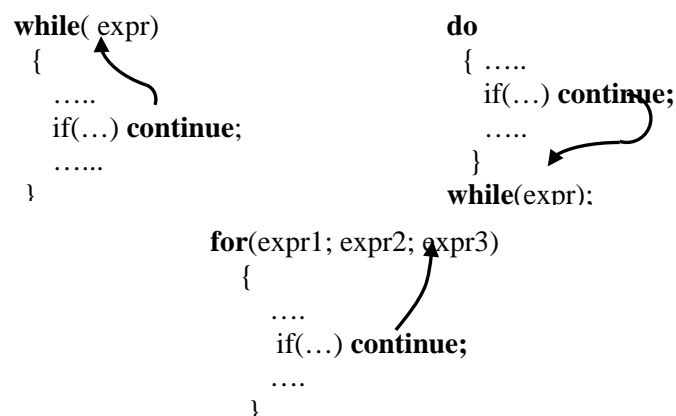 while( expr)
{
…..
if(…) continue;
…...
}
do
{ …..
if(…) continue;
…..
}
while(expr);
for(expr1; expr2; expr3)
{
….
if(…) continue;
….
}